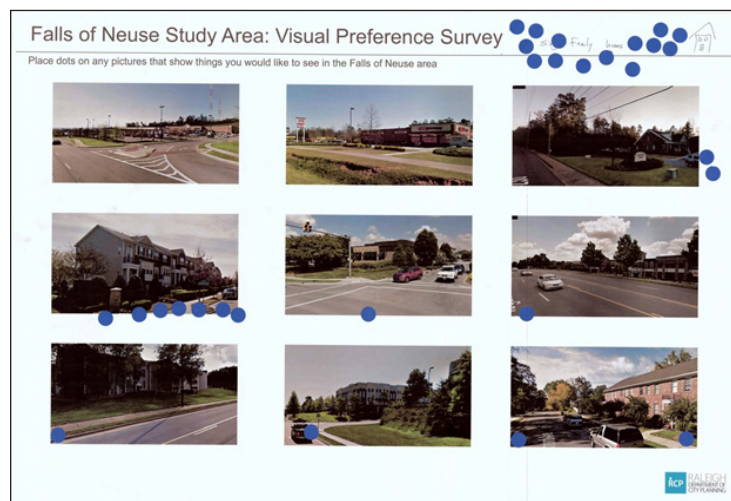 Falls of Neuse Study Area: Visual Preference Survey
Family homes
Place dots on any pictures that show things you would like to see in the Falls of Neuse area
RCP RALEIGH
DEPARTMENT OF
CITY PLANNING